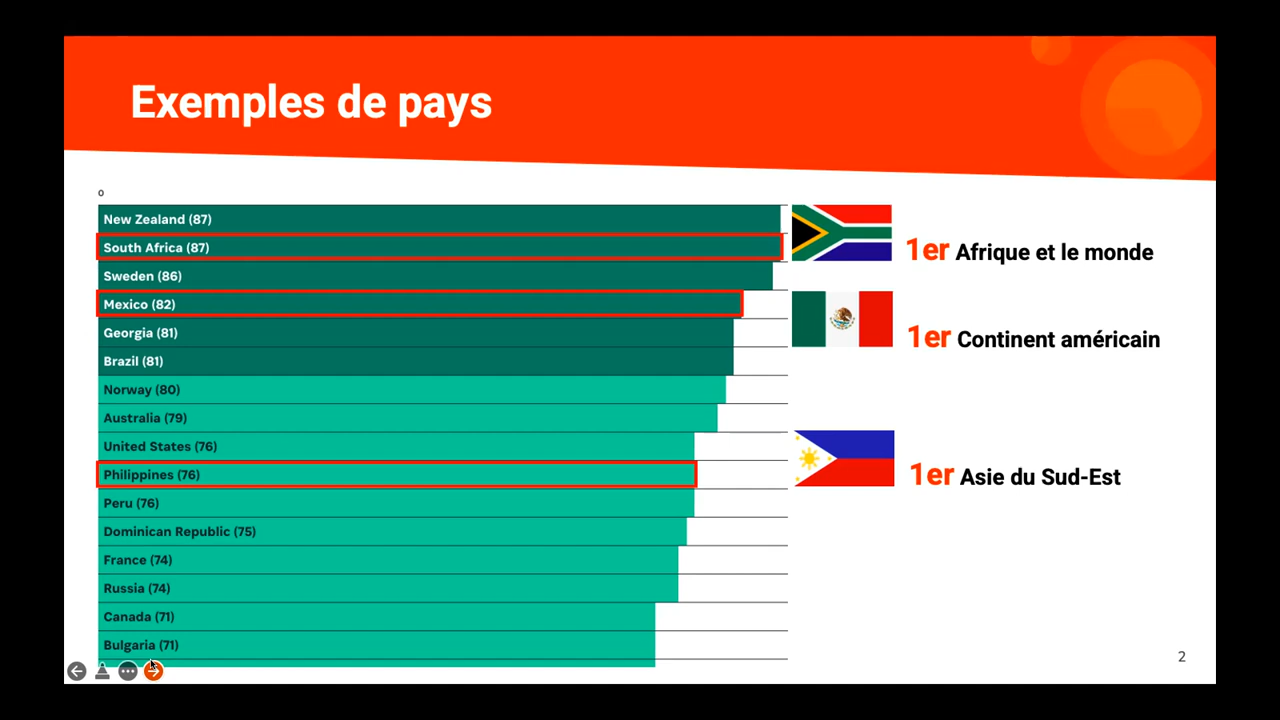 Exemples de pays
0
New Zealand (87)
South Africa (87)
Sweden (86)
Mexico (82)
Georgia (81)
Brazil (81)
Norway (80)
Australia (79)
United States (76)
Philippines (76)
Peru (76)
Dominican Republic (75)
France (74)
Russia (74)
Canada (71)
Bulgaria (71)
1er Afrique et le monde
1er Continent américain
1er Asie du Sud-Est
2